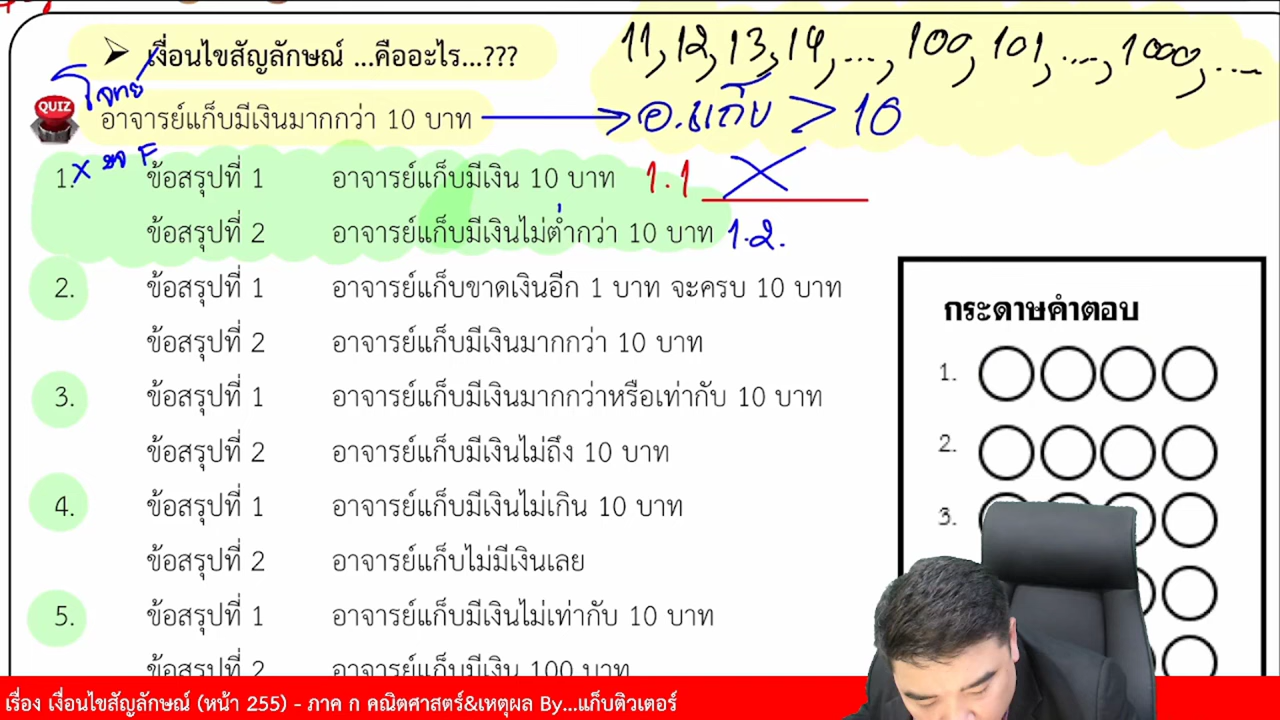 ➤ เงื่อนไขสัญลักษณ์ ...คืออะไร...???
11, 12, 13, 14, ..., 100, 101, ...., 1000, ....
โจทย์
QUIZ
อาจารย์แก็บมีเงินมากกว่า 10 บาท
อ.แก๊บ > 10
1. ข้อสรุปที่ 1 อาจารย์แก็บมีเงิน 10 บาท 1.1 X
ข้อสรุปที่ 2 อาจารย์แก็บมีเงินไม่ต่ำกว่า 10 บาท 1.2.
2. ข้อสรุปที่ 1 อาจารย์แก็บขาดเงินอีก 1 บาท จะครบ 10 บาท
ข้อสรุปที่ 2 อาจารย์แก็บมีเงินมากกว่า 10 บาท
3. ข้อสรุปที่ 1 อาจารย์แก็บมีเงินมากกว่าหรือเท่ากับ 10 บาท
ข้อสรุปที่ 2 อาจารย์แก็บมีเงินไม่ถึง 10 บาท
4. ข้อสรุปที่ 1 อาจารย์แก็บมีเงินไม่เกิน 10 บาท
ข้อสรุปที่ 2 อาจารย์แก็บไม่มีเงินเลย
5. ข้อสรุปที่ 1 อาจารย์แก็บมีเงินไม่เท่ากับ 10 บาท
ข้อสรุปที่ 2 อาจารย์แก็บมีเงิน 100 บาท
กระดาษคำตอบ
1.
2.
3.
เรื่อง เงื่อนไขสัญลักษณ์ (หน้า 255) - ภาค ก คณิตศาสตร์&เหตุผล By...แก็บติวเตอร์